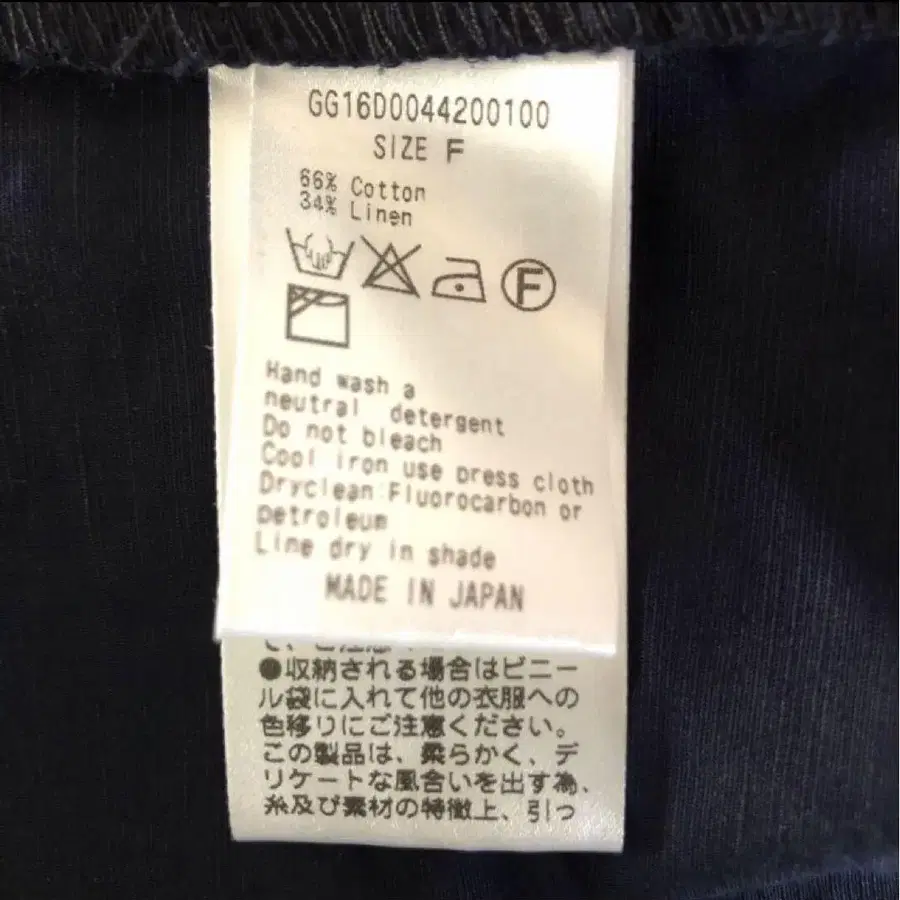 GG16D0044200100
SIZE F
66% Cotton
34% Linen
F
Hand wash a
neutral detergent
Do not bleach
Cool iron use press cloth
Dryclean:Fluorocarbon or
petroleum
Line dry in shade
MADE IN JAPAN
●収納される場合はビニー
ル袋に入れて他の衣服への
色移りにご注意ください。
この製品は、柔らかく、デ
リケートな風合いを出す為、
糸及び素材の特徴上、引っ